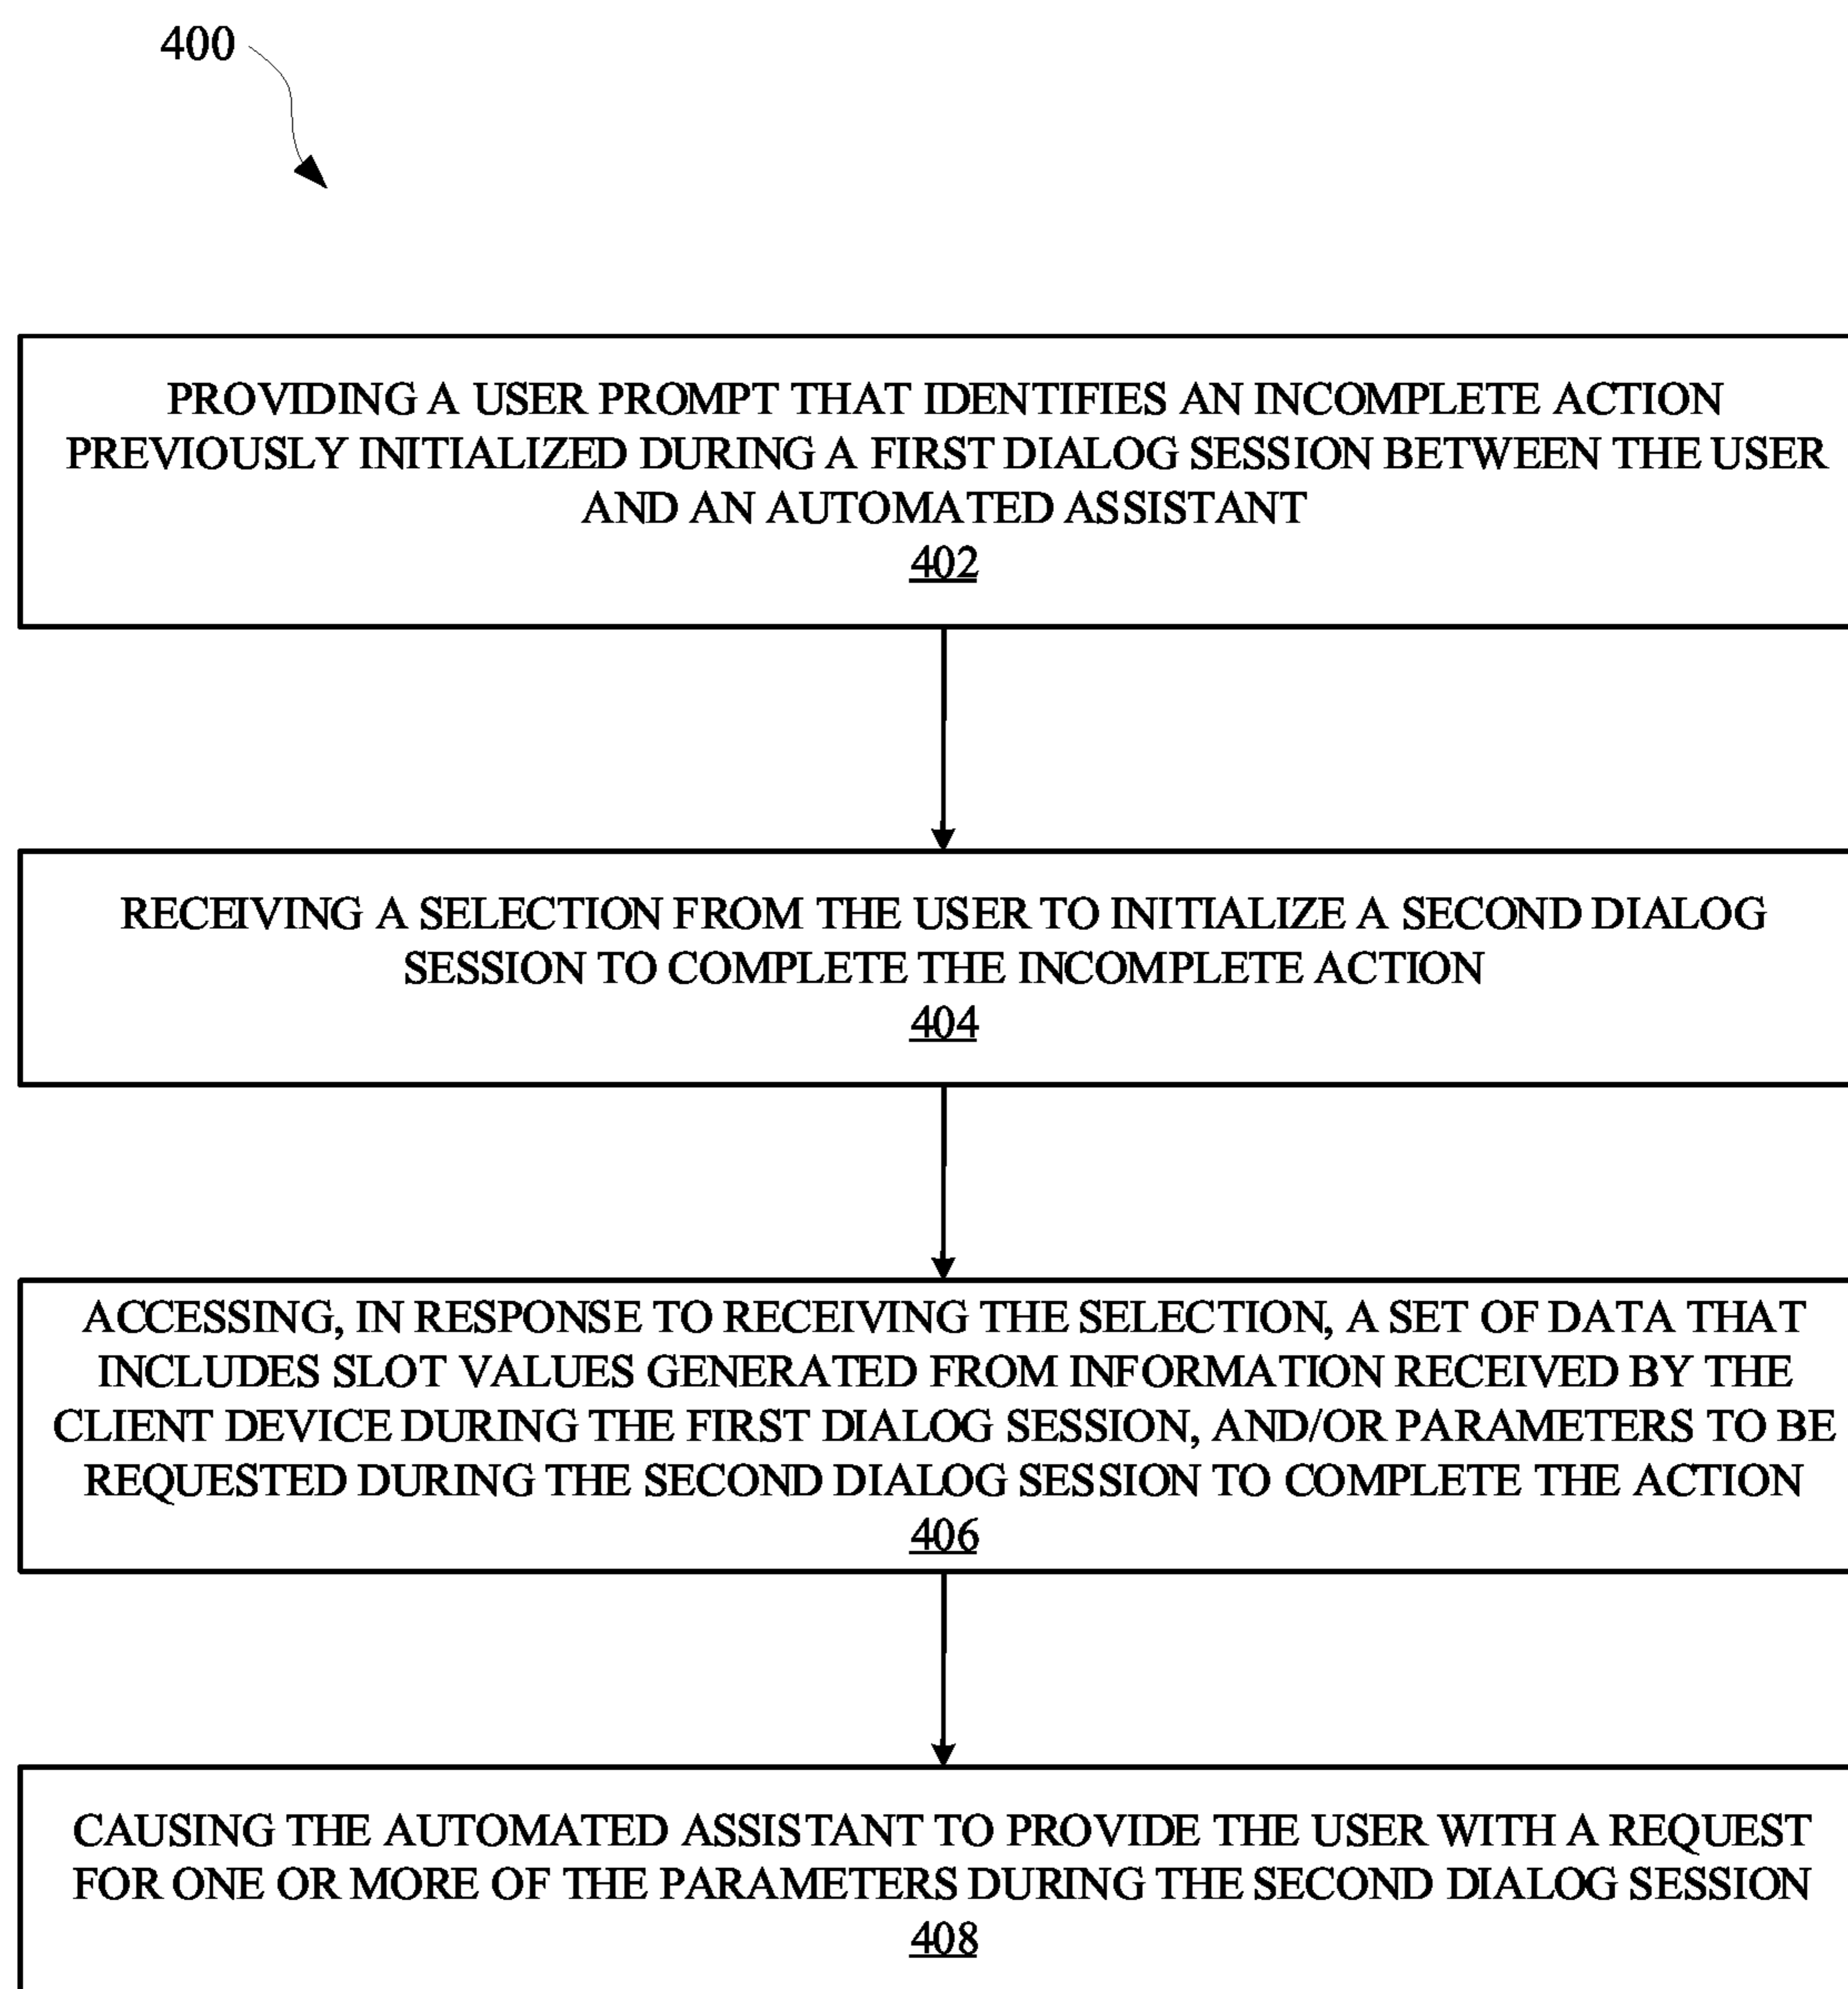 400
PROVIDING A USER PROMPT THAT IDENTIFIES AN INCOMPLETE ACTION
PREVIOUSLY INITIALIZED DURING A FIRST DIALOG SESSION BETWEEN THE USER
AND AN AUTOMATED ASSISTANT
402
RECEIVING A SELECTION FROM THE USER TO INITIALIZE A SECOND DIALOG
SESSION TO COMPLETE THE INCOMPLETE ACTION
404
ACCESSING, IN RESPONSE TO RECEIVING THE SELECTION, A SET OF DATA THAT
INCLUDES SLOT VALUES GENERATED FROM INFORMATION RECEIVED BY THE
CLIENT DEVICE DURING THE FIRST DIALOG SESSION, AND/OR PARAMETERS TO BE
REQUESTED DURING THE SECOND DIALOG SESSION TO COMPLETE THE ACTION
406
CAUSING THE AUTOMATED ASSISTANT TO PROVIDE THE USER WITH A REQUEST
FOR ONE OR MORE OF THE PARAMETERS DURING THE SECOND DIALOG SESSION
408